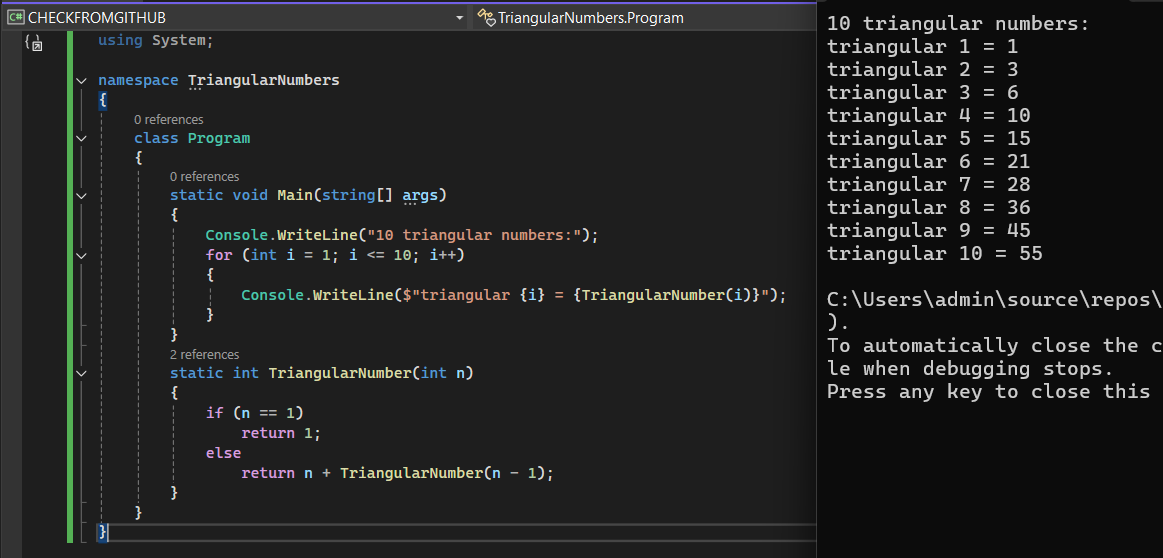 CHECKFROMGITHUB
TriangularNumbers.Program
using System;
namespace TriangularNumbers
{
0 references
class Program
{
0 references
static void Main(string[] args)
{
Console.WriteLine("10 triangular numbers:");
for (int i = 1; i <= 10; i++)
{
Console.WriteLine($"triangular {i} = {TriangularNumber(i)}");
}
}
2 references
static int TriangularNumber(int n)
{
if (n == 1)
return 1;
else
return n + TriangularNumber(n - 1);
}
}
}
10 triangular numbers:
triangular 1 = 1
triangular 2 = 3
triangular 3 = 6
triangular 4 = 10
triangular 5 = 15
triangular 6 = 21
triangular 7 = 28
triangular 8 = 36
triangular 9 = 45
triangular 10 = 55
C:\Users\admin\source\repos\
).
To automatically close the c
le when debugging stops.
Press any key to close this